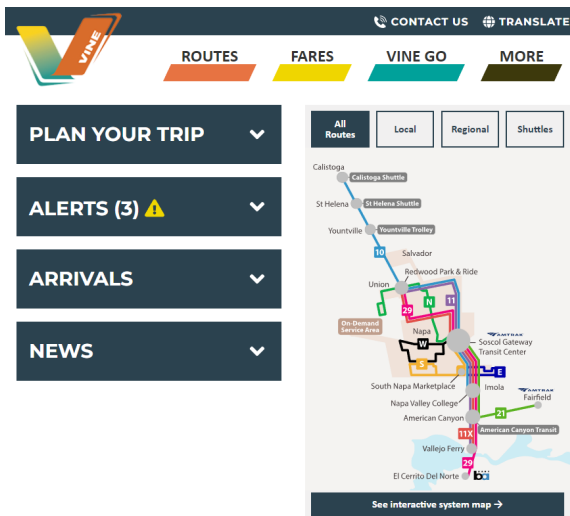 CONTACT US TRANSLATE
VINE
ROUTES FARES VINE GO MORE
PLAN YOUR TRIP
ALERTS (3)
ARRIVALS
NEWS
All Routes
Local
Regional
Shuttles
Calistoga
Calistoga Shuttle
St Helena
St Helena Shuttle
Yountville
Yountville Trolley
10
Salvador
Redwood Park & Ride
Union
N
11
29
On-Demand
Service Area
Napa
W
AMTRAK
Soscol Gateway
Transit Center
S
E
South Napa Marketplace
Imola
AMTRAK
Napa Valley College
Fairfield
American Canyon
21
11X
American Canyon Transit
Vallejo Ferry
29
El Cerrito Del Norte
ba
See interactive system map →